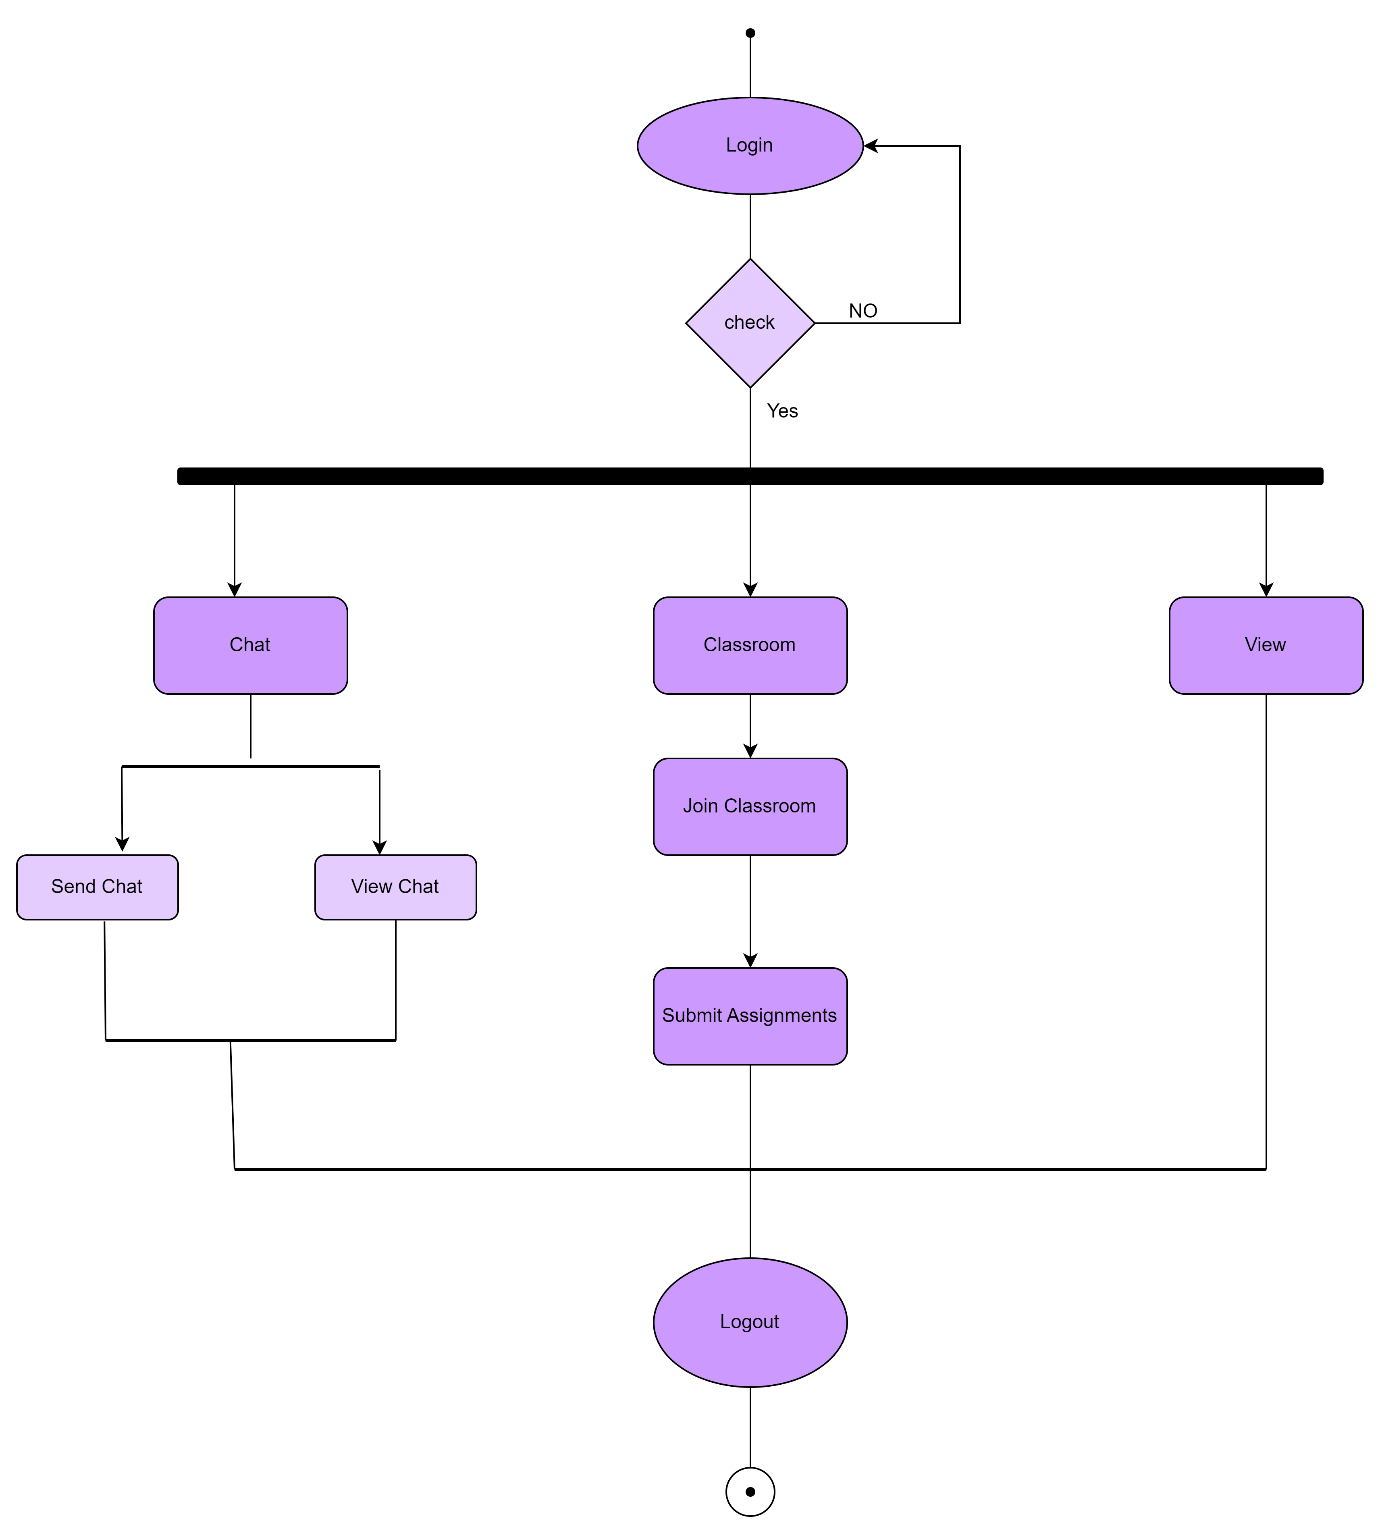 Login
check
NO
Yes
Chat
Classroom
View
Join Classroom
Send Chat
View Chat
Submit Assignments
Logout